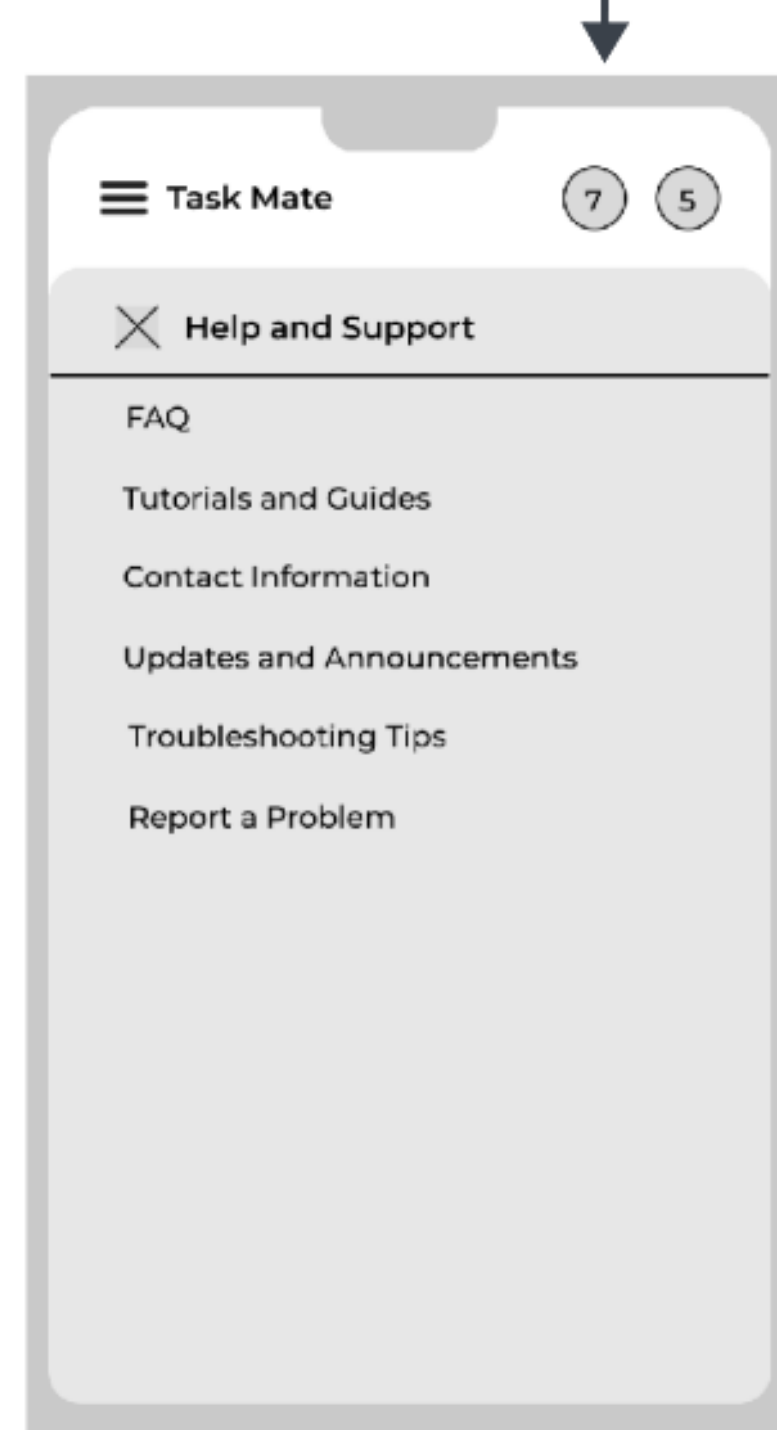 Task Mate 7 5
Help and Support
FAQ
Tutorials and Guides
Contact Information
Updates and Announcements
Troubleshooting Tips
Report a Problem